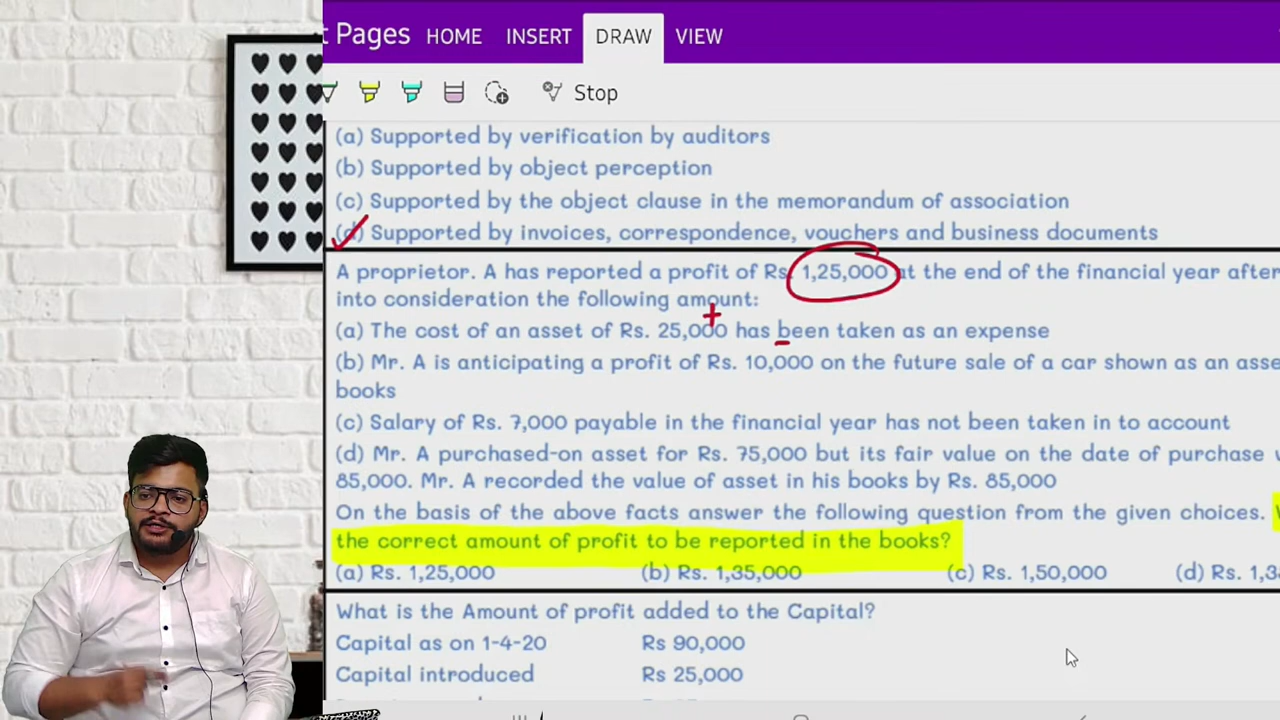 t Pages HOME INSERT DRAW VIEW
Stop
(a) Supported by verification by auditors
(b) Supported by object perception
(c) Supported by the object clause in the memorandum of association
(d) Supported by invoices, correspondence, vouchers and business documents
A proprietor. A has reported a profit of Rs. 1,25,000 at the end of the financial year after
into consideration the following amount:
(a) The cost of an asset of Rs. 25,000 has been taken as an expense
(b) Mr. A is anticipating a profit of Rs. 10,000 on the future sale of a car shown as an asse
books
(c) Salary of Rs. 7,000 payable in the financial year has not been taken in to account
(d) Mr. A purchased-on asset for Rs. 75,000 but its fair value on the date of purchase
85,000. Mr. A recorded the value of asset in his books by Rs. 85,000
On the basis of the above facts answer the following question from the given choices.
the correct amount of profit to be reported in the books?
(a) Rs. 1,25,000 (b) Rs. 1,35,000 (c) Rs. 1,50,000 (d) Rs. 1,3
What is the Amount of profit added to the Capital?
Capital as on 1-4-20 Rs 90,000
Capital introduced Rs 25,000